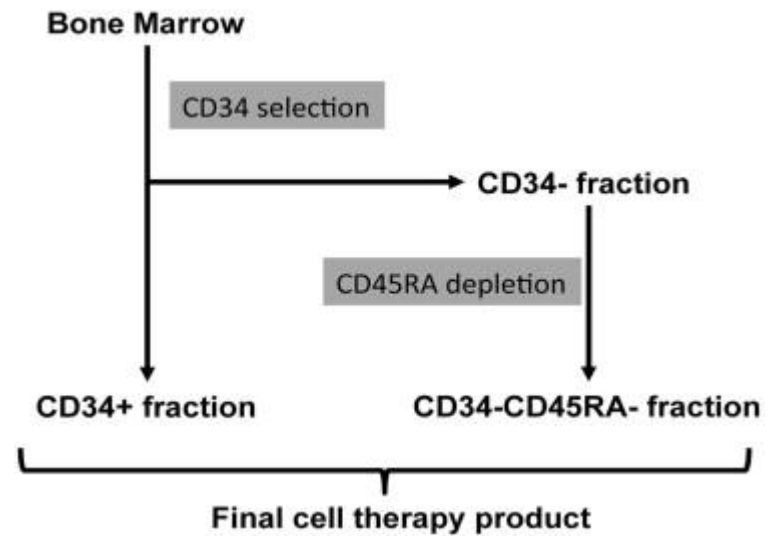 Bone Marrow
CD34 selection
CD34- fraction
CD45RA depletion
CD34+ fraction
CD34-CD45RA- fraction
Final cell therapy product